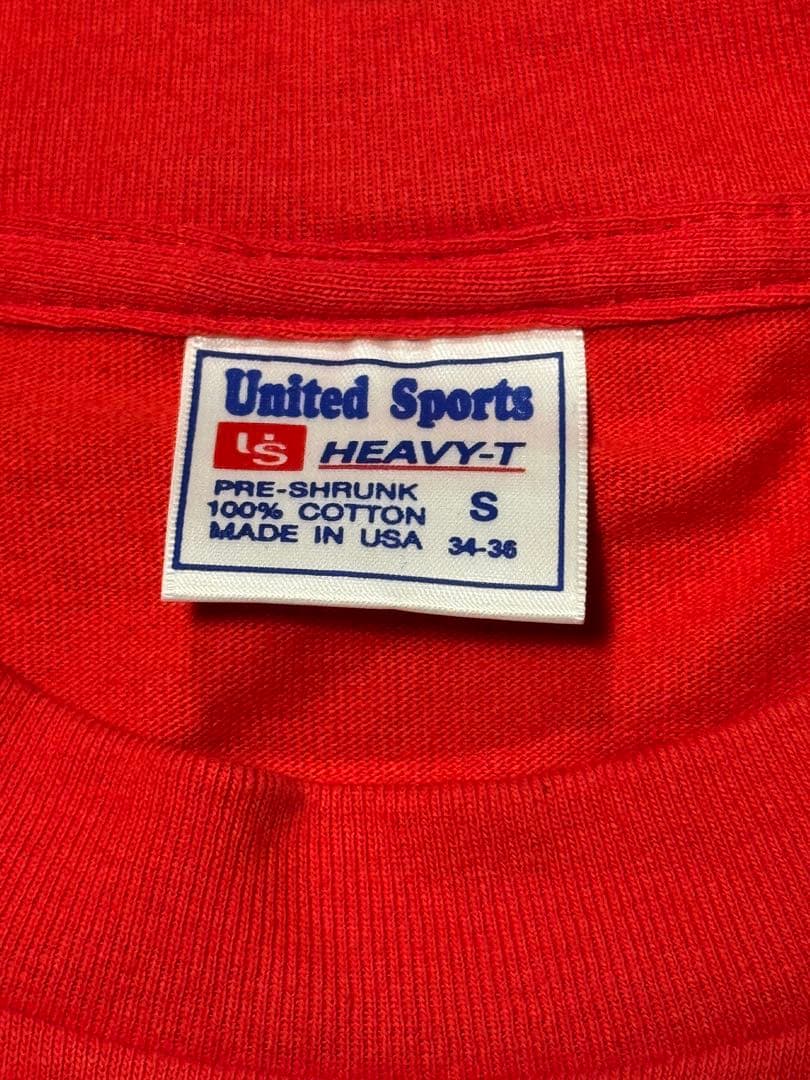 United Sports
US HEAVY-T
PRE-SHRUNK
100% COTTON S
MADE IN USA 34-36